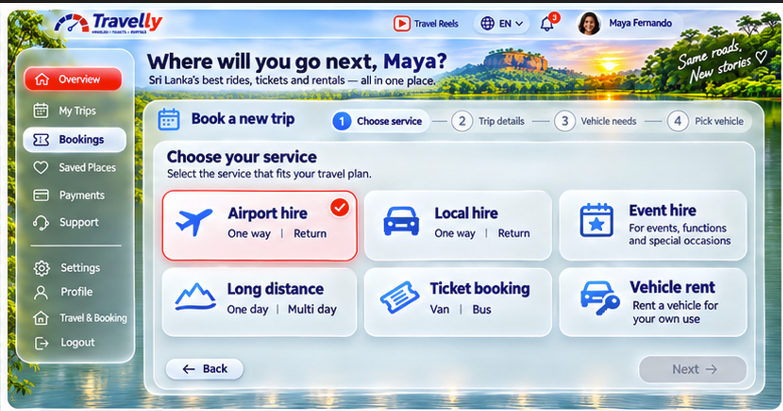 Travelly
VEHICLES • TICKETS • RENTALS
Travel Reels
EN
3
Maya Fernando
Where will you go next, Maya?
Sri Lanka's best rides, tickets and rentals — all in one place.
Same roads.
New stories ♡
Overview
My Trips
Bookings
Saved Places
Payments
Support
Settings
Profile
Travel & Booking
Logout
Book a new trip
1 Choose service
2 Trip details
3 Vehicle needs
4 Pick vehicle
Choose your service
Select the service that fits your travel plan.
Airport hire
One way | Return
Local hire
One way | Return
Event hire
For events, functions
and special occasions
Long distance
One day | Multi day
Ticket booking
Van | Bus
Vehicle rent
Rent a vehicle for
your own use
← Back
Next →